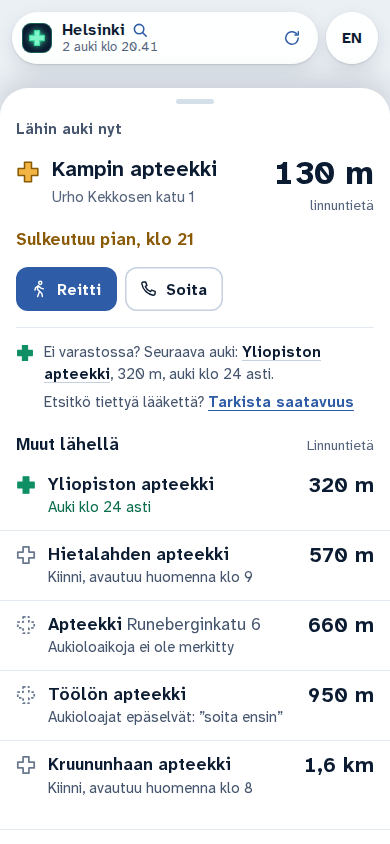 Helsinki
2 auki klo 20.41
EN
Lähin auki nyt
Kampin apteekki
130 m
Urho Kekkosen katu 1
linnuntietä
Sulkeutuu pian, klo 21
Reitti
Soita
Ei varastossa? Seuraava auki: Yliopiston
apteekki, 320 m, auki klo 24 asti.
Etsitkö tiettyä lääkettä? Tarkista saatavuus
Muut lähellä
Linnuntietä
Yliopiston apteekki
320 m
Auki klo 24 asti
Hietalahden apteekki
570 m
Kiinni, avautuu huomenna klo 9
Apteekki Runeberginkatu 6
660 m
Aukioloaikoja ei ole merkitty
Töölön apteekki
950 m
Aukioloajat epäselvät: ”soita ensin”
Kruununhaan apteekki
1,6 km
Kiinni, avautuu huomenna klo 8